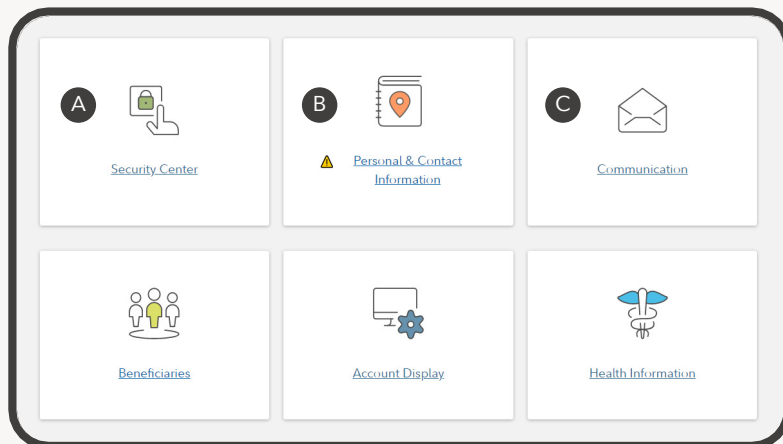 A
B
C
Security Center
Personal & Contact
Information
Communication
Beneficiaries
Account Display
Health Information